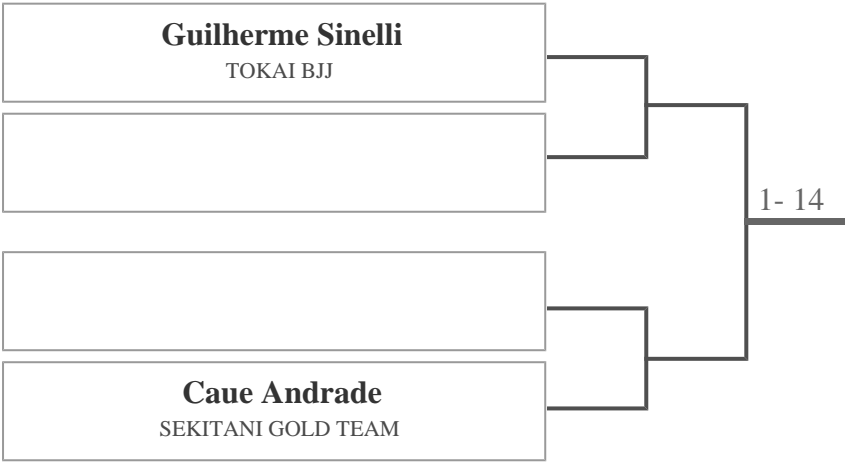 Guilherme Sinelli
TOKAI BJJ
1- 14
Caue Andrade
SEKITANI GOLD TEAM